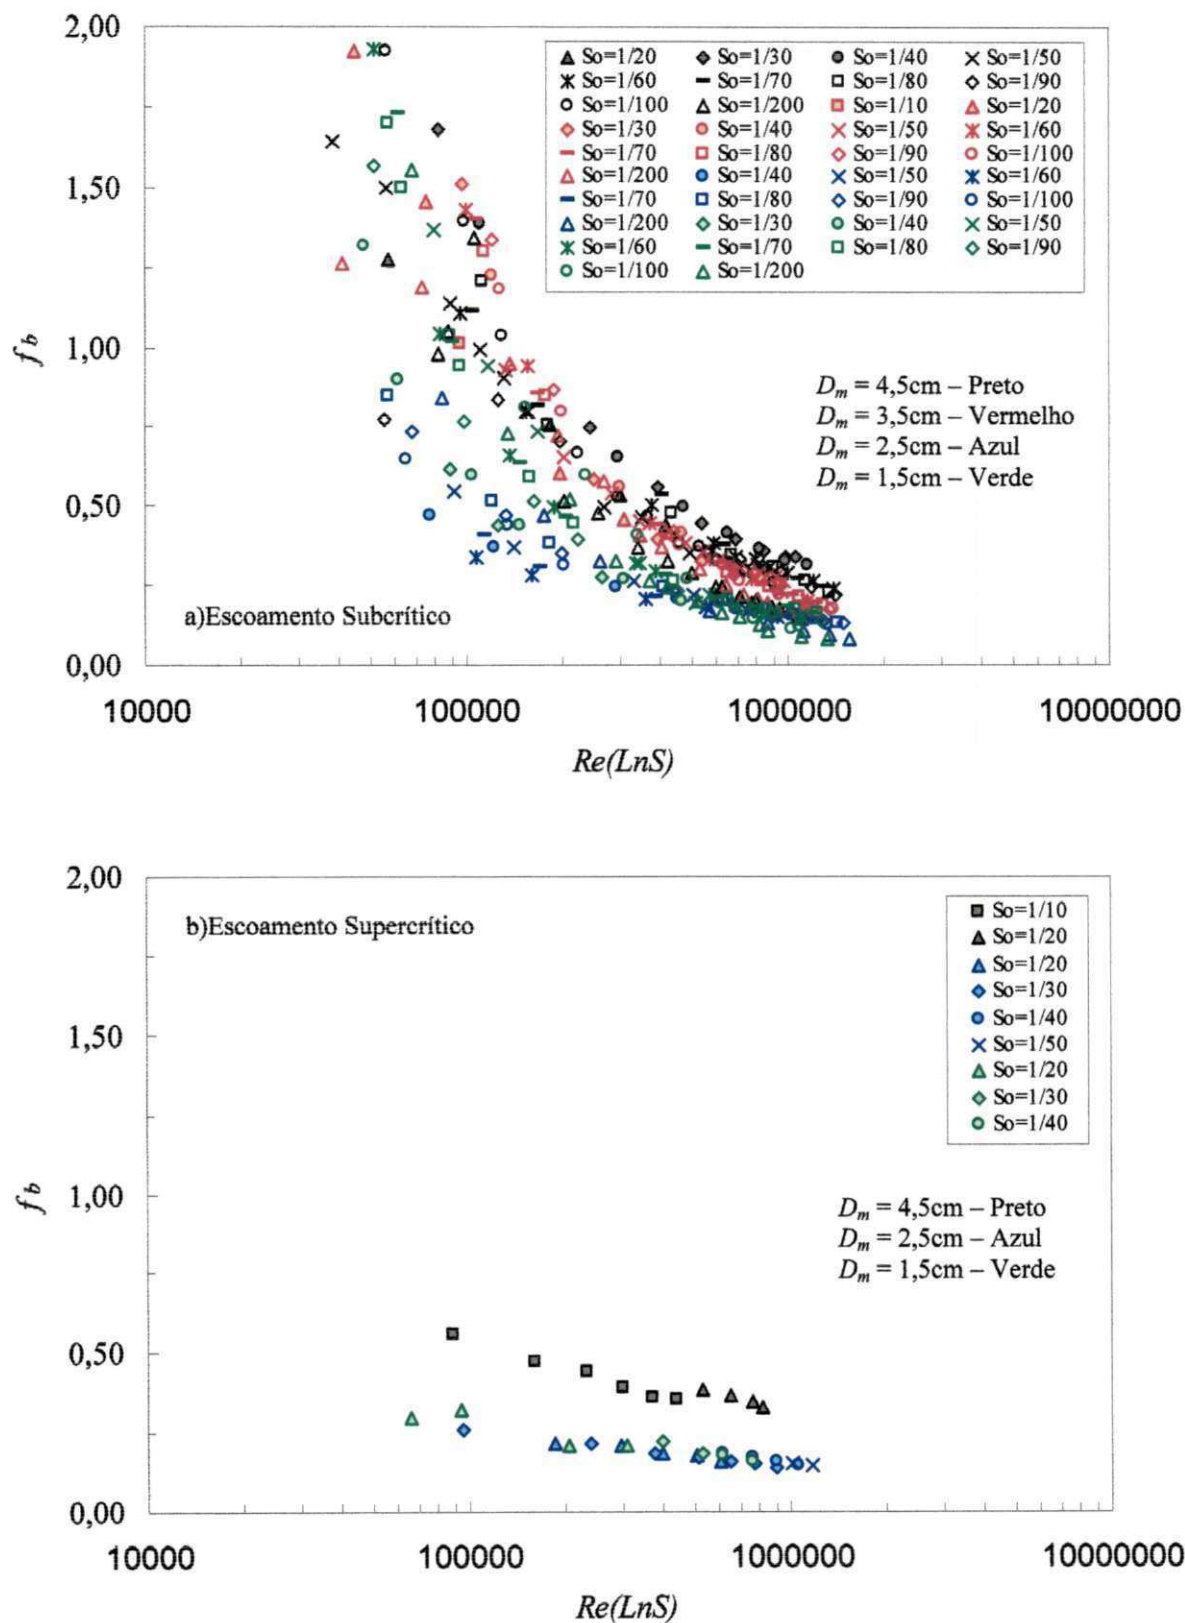 2,00
1,50
1,00
0,50
0,00
f b
So=1/20 So=1/30 So=1/40 So=1/50
So=1/60 So=1/70 So=1/80 So=1/90
So=1/100 So=1/200 So=1/10 So=1/20
So=1/30 So=1/40 So=1/50 So=1/60
So=1/70 So=1/80 So=1/90 So=1/100
So=1/200 So=1/40 So=1/50 So=1/60
So=1/70 So=1/80 So=1/90 So=1/100
So=1/200 So=1/30 So=1/40 So=1/50
So=1/60 So=1/70 So=1/80 So=1/90
So=1/100 So=1/200
Dm = 4,5cm – Preto
Dm = 3,5cm – Vermelho
Dm = 2,5cm – Azul
Dm = 1,5cm – Verde
a)Escoamento Subcrítico
10000 100000 1000000 10000000
Re(LnS)
2,00
1,50
1,00
0,50
0,00
f b
b)Escoamento Supercrítico
So=1/10
So=1/20
So=1/20
So=1/30
So=1/40
So=1/50
So=1/20
So=1/30
So=1/40
Dm = 4,5cm – Preto
Dm = 2,5cm – Azul
Dm = 1,5cm – Verde
10000 100000 1000000 10000000
Re(LnS)